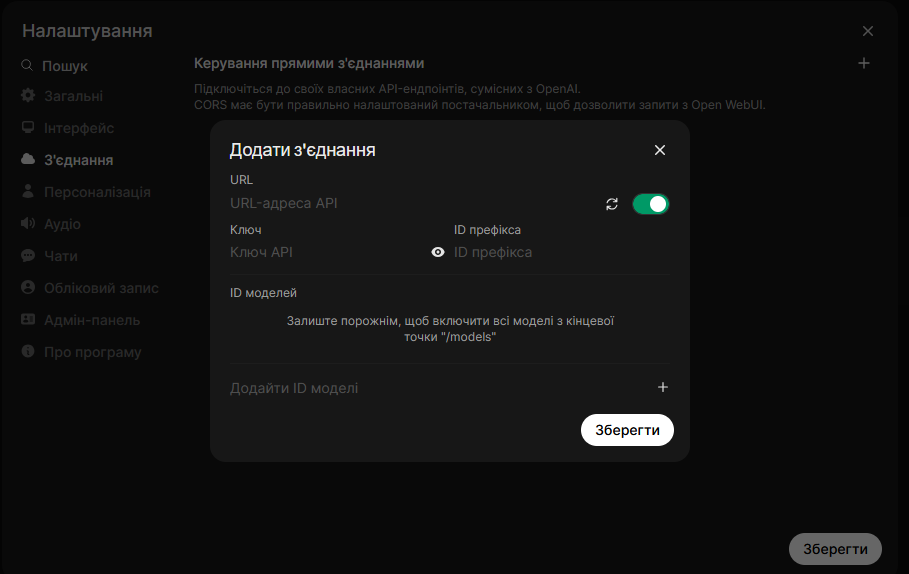 Налаштування
Пошук
Загальні
Інтерфейс
З'єднання
Персоналізація
Аудіо
Чати
Обліковий запис
Адмін-панель
Про програму
Керування прямими з'єднаннями
Підключіться до своїх власних API-ендпоінтів, сумісних з OpenAI.
CORS має бути правильно налаштований постачальником, щоб дозволити запити з Open WebUI.
Додати з'єднання
URL
URL-адреса API
Ключ
ID префікса
Ключ API
ID префікса
ID моделей
Залиште порожнім, щоб включити всі моделі з кінцевої
точки "/models"
Додайти ID моделі
Зберегти
Зберегти